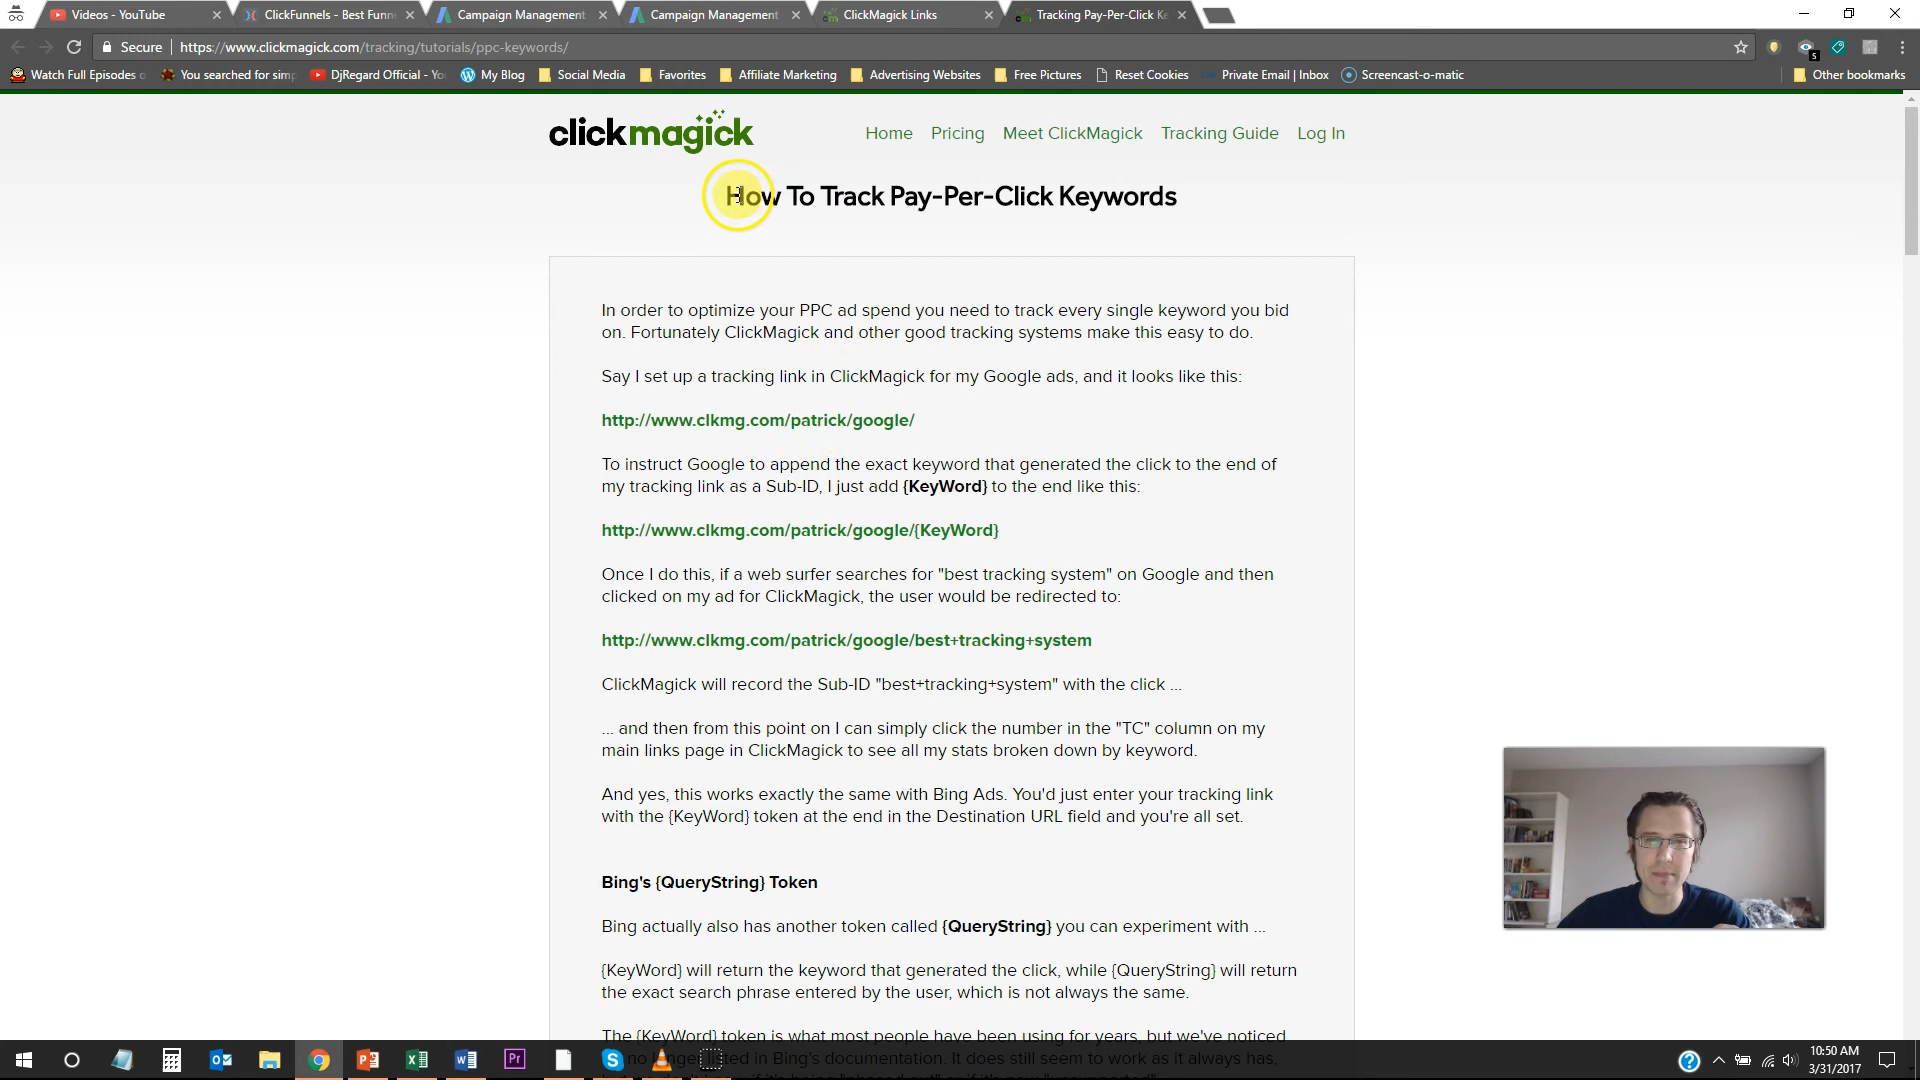 Videos - YouTube
ClickFunnels - Best Funn
Campaign Management
Campaign Management
ClickMagick Links
Tracking Pay-Per-Click Ke
Secure
https://www.clickmagick.com/tracking/tutorials/ppc-keywords/
Watch Full Episodes o
You searched for simp
DjRegard Official - Yo
My Blog
Social Media
Favorites
Affiliate Marketing
Advertising Websites
Free Pictures
Reset Cookies
Private Email | Inbox
Screencast-o-matic
Other bookmarks
clickmagick
Home Pricing Meet ClickMagick Tracking Guide Log In
How To Track Pay-Per-Click Keywords
In order to optimize your PPC ad spend you need to track every single keyword you bid
on. Fortunately ClickMagick and other good tracking systems make this easy to do.
Say I set up a tracking link in ClickMagick for my Google ads, and it looks like this:
http://www.clkmg.com/patrick/google/
To instruct Google to append the exact keyword that generated the click to the end of
my tracking link as a Sub-ID, I just add {KeyWord} to the end like this:
http://www.clkmg.com/patrick/google/{KeyWord}
Once I do this, if a web surfer searches for "best tracking system" on Google and then
clicked on my ad for ClickMagick, the user would be redirected to:
http://www.clkmg.com/patrick/google/best+tracking+system
ClickMagick will record the Sub-ID "best+tracking+system" with the click ...
... and then from this point on I can simply click the number in the "TC" column on my
main links page in ClickMagick to see all my stats broken down by keyword.
And yes, this works exactly the same with Bing Ads. You'd just enter your tracking link
with the {KeyWord} token at the end in the Destination URL field and you're all set.
Bing's {QueryString} Token
Bing actually also has another token called {QueryString} you can experiment with ...
{KeyWord} will return the keyword that generated the click, while {QueryString} will return
the exact search phrase entered by the user, which is not always the same.
The {KeyWord} token is what most people have been using for years, but we've noticed
no longer listed in Bing's documentation. It does still seem to work as it always has,
10:50 AM
3/31/2017